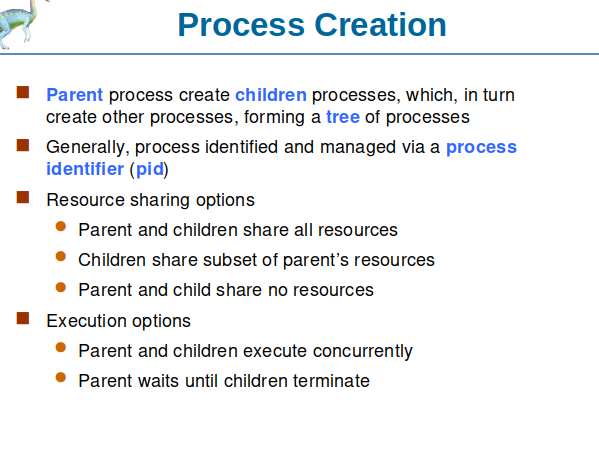 Process Creation
Parent process create children processes, which, in turn
create other processes, forming a tree of processes
Generally, process identified and managed via a process
identifier (pid)
Resource sharing options
Parent and children share all resources
Children share subset of parent’s resources
Parent and child share no resources
Execution options
Parent and children execute concurrently
Parent waits until children terminate